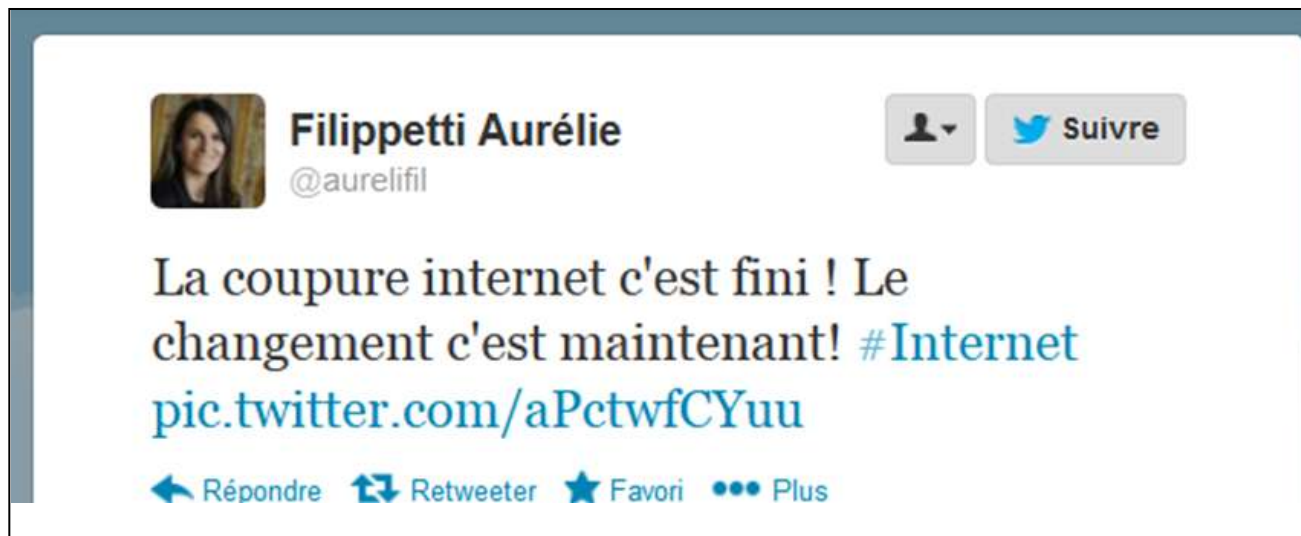 Filippetti Aurélie
@aurelifil
Suivre
La coupure internet c'est fini ! Le
changement c'est maintenant! #Internet
pic.twitter.com/aPctwfCYuu
Répondre Retweeter Favori Plus